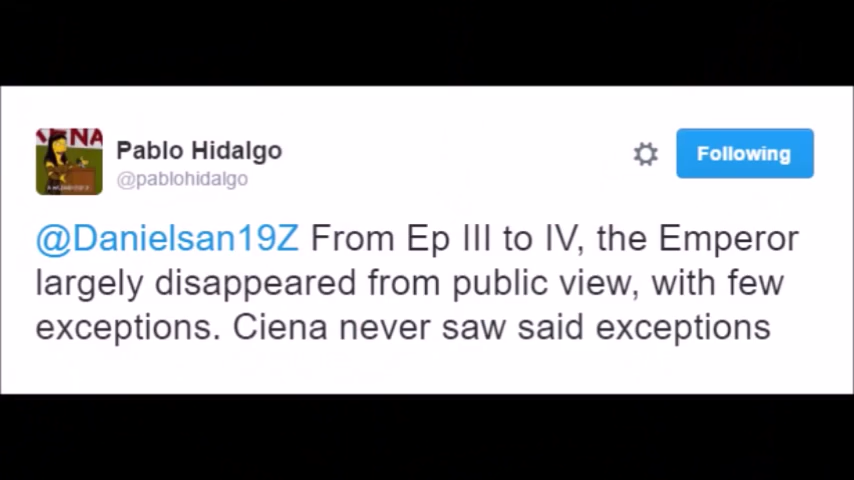 Pablo Hidalgo
@pablohidalgo
Following
@Danielsan19Z From Ep III to IV, the Emperor
largely disappeared from public view, with few
exceptions. Ciena never saw said exceptions